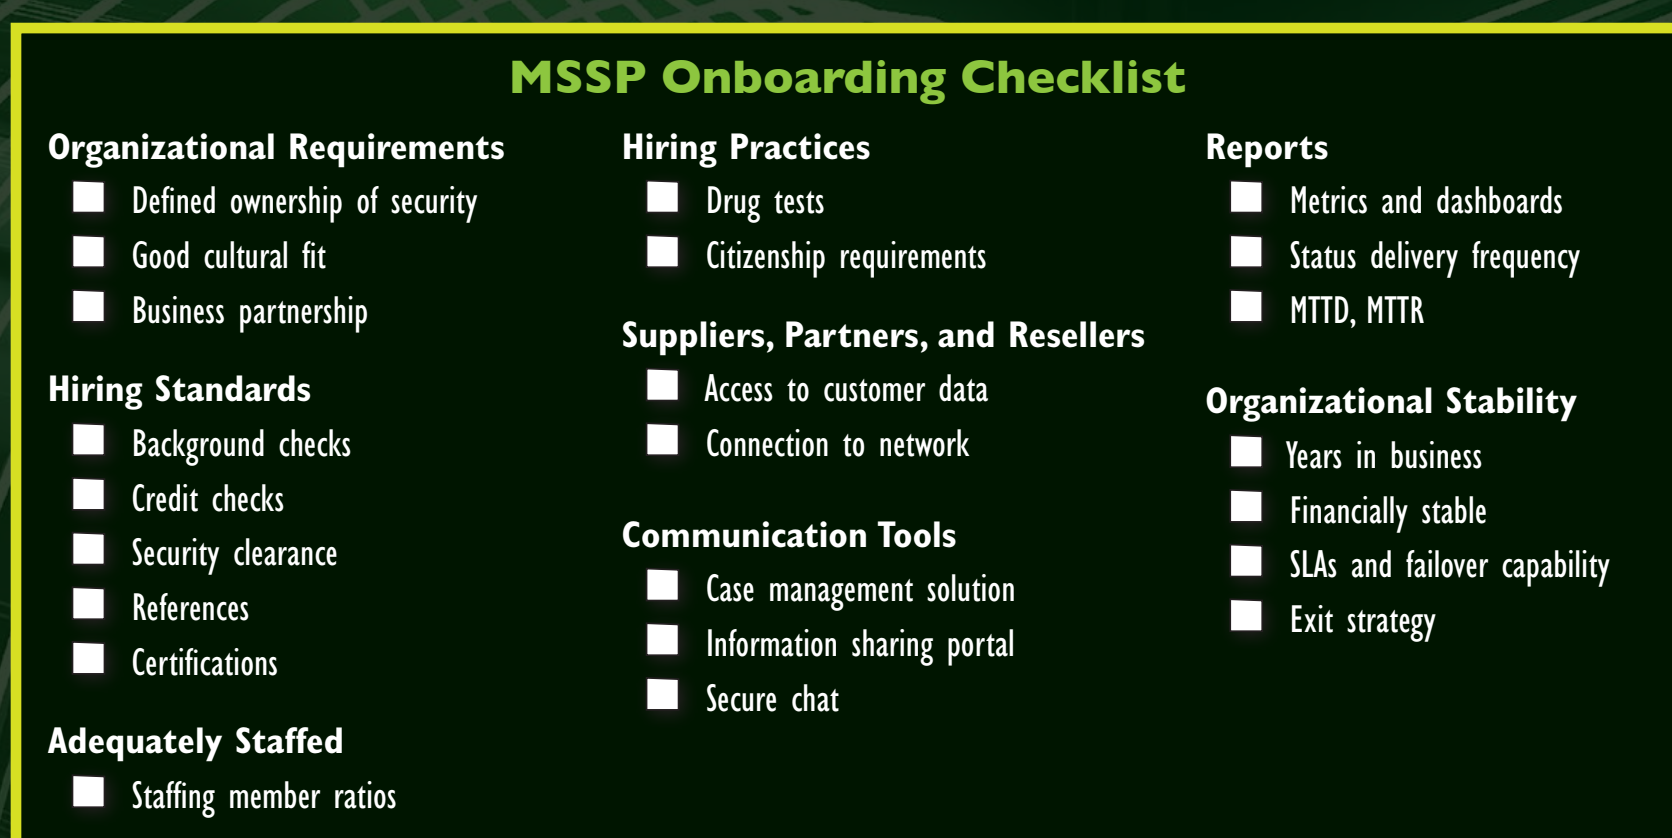 MSSP Onboarding Checklist
Organizational Requirements
Defined ownership of security
Good cultural fit
Business partnership
Hiring Standards
Background checks
Credit checks
Security clearance
References
Certifications
Adequately Staffed
Staffing member ratios
Hiring Practices
Drug tests
Citizenship requirements
Suppliers, Partners, and Resellers
Access to customer data
Connection to network
Communication Tools
Case management solution
Information sharing portal
Secure chat
Reports
Metrics and dashboards
Status delivery frequency
MTTD, MTTR
Organizational Stability
Years in business
Financially stable
SLAs and failover capability
Exit strategy